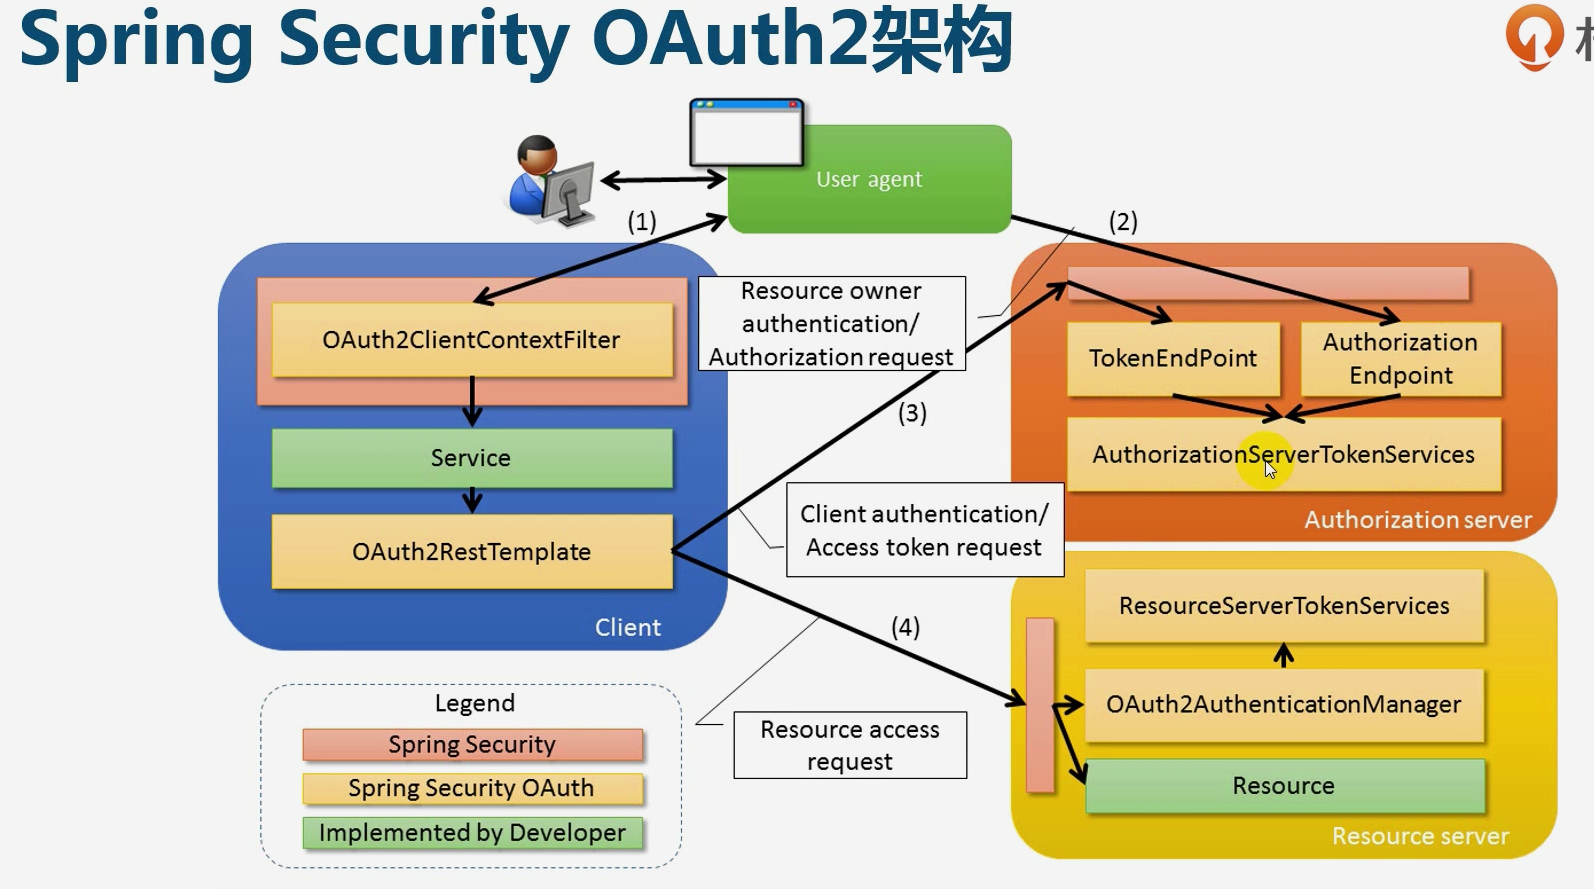 Spring Security OAuth2架构
User agent
(1)
(2)
Resource owner
authentication/
Authorization request
OAuth2ClientContextFilter
Service
OAuth2RestTemplate
Client
(3)
Client authentication/
Access token request
(4)
Resource access
request
TokenEndPoint
Authorization
Endpoint
AuthorizationServerTokenServices
Authorization server
ResourceServerTokenServices
OAuth2AuthenticationManager
Resource
Resource server
Legend
Spring Security
Spring Security OAuth
Implemented by Developer